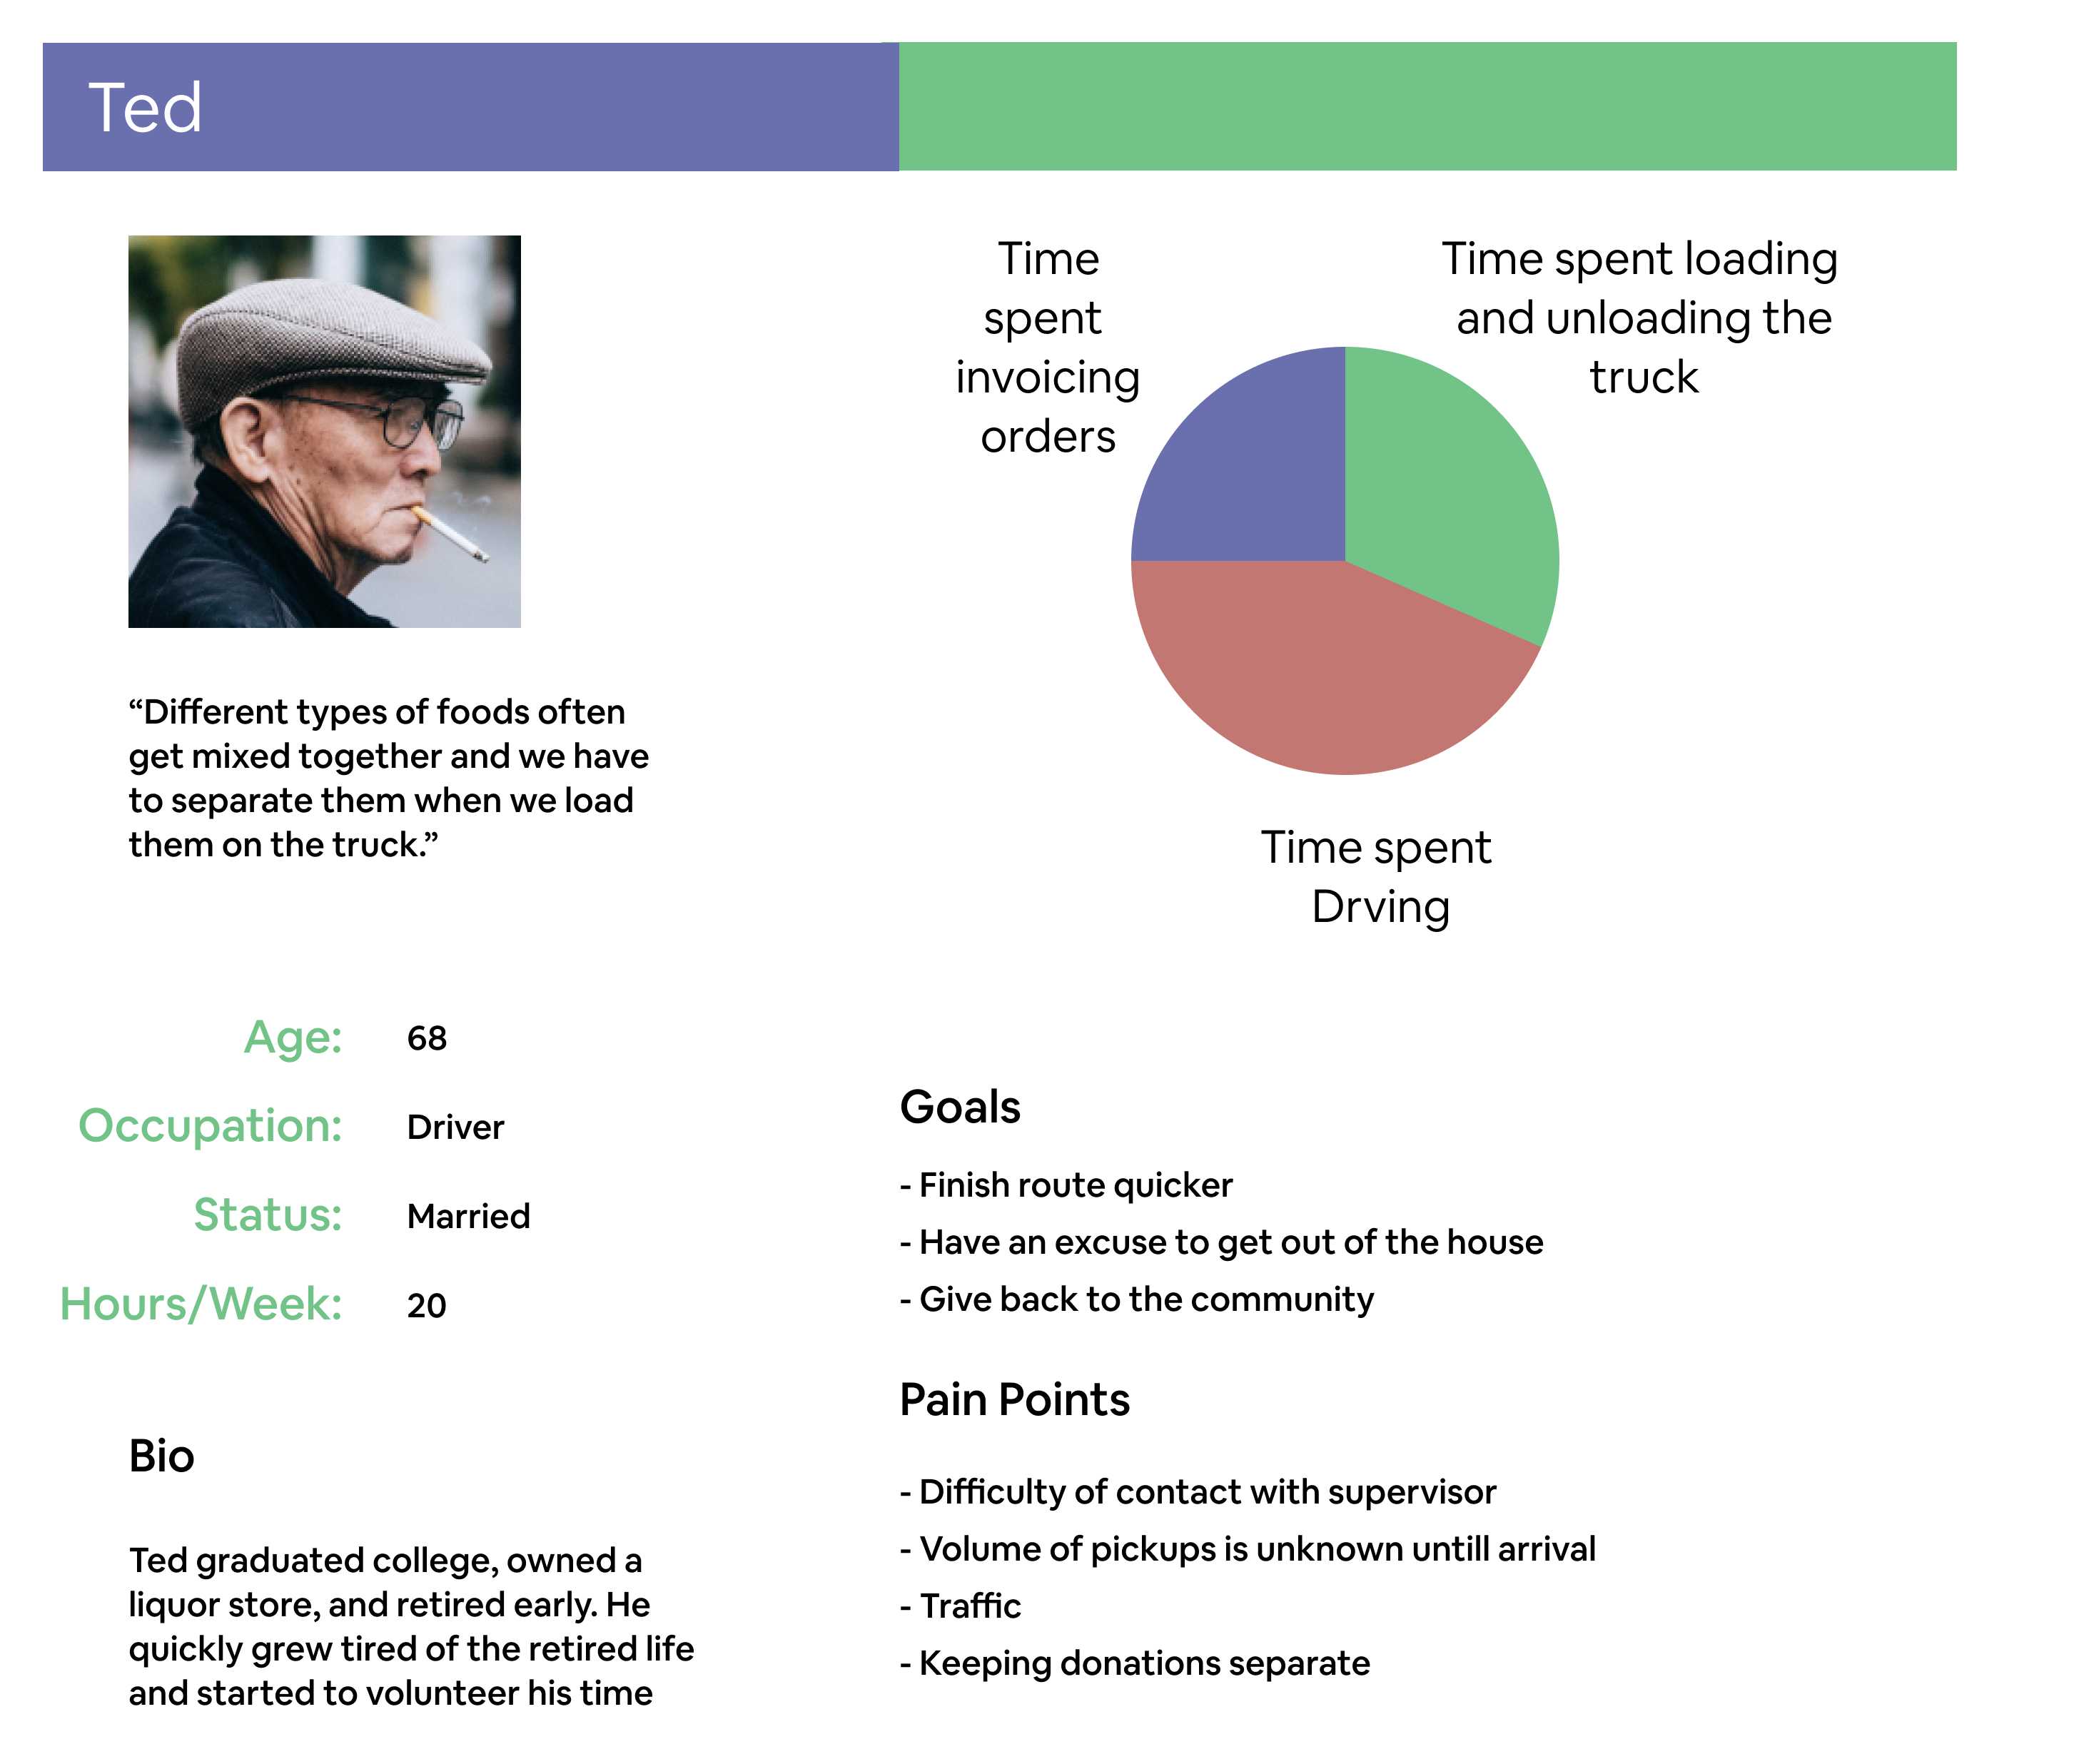 Ted
“Different types of foods often
get mixed together and we have
to separate them when we load
them on the truck.”
Age: 68
Occupation: Driver
Status: Married
Hours/Week: 20
Bio
Ted graduated college, owned a
liquor store, and retired early. He
quickly grew tired of the retired life
and started to volunteer his time
Time
spent
invoicing
orders
Time spent loading
and unloading the
truck
Time spent
Drving
Goals
- Finish route quicker
- Have an excuse to get out of the house
- Give back to the community
Pain Points
- Difficulty of contact with supervisor
- Volume of pickups is unknown untill arrival
- Traffic
- Keeping donations separate